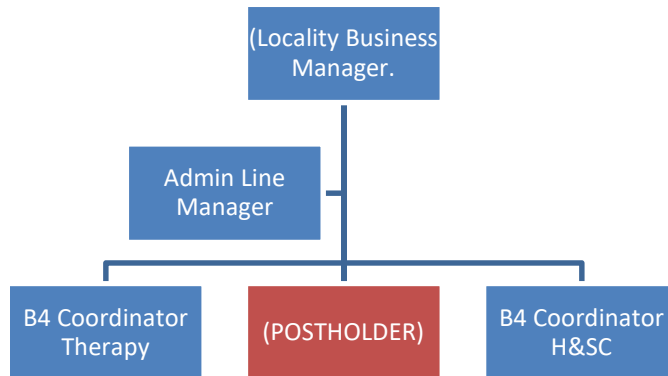 (Locality Business
Manager.
Admin Line
Manager
B4 Coordinator
Therapy
(POSTHOLDER)
B4 Coordinator
H&SC